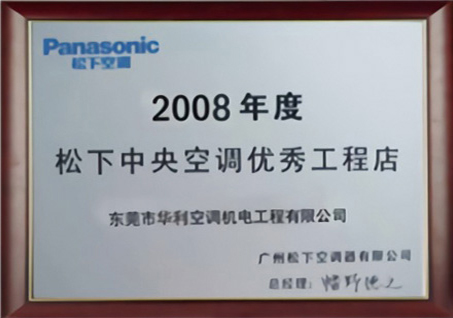 Panasonic
松下空调
2008年度
松下中央空调优秀工程店
东莞市华利空调机电工程有限公司
广州松下空调器有限公司
总经理: